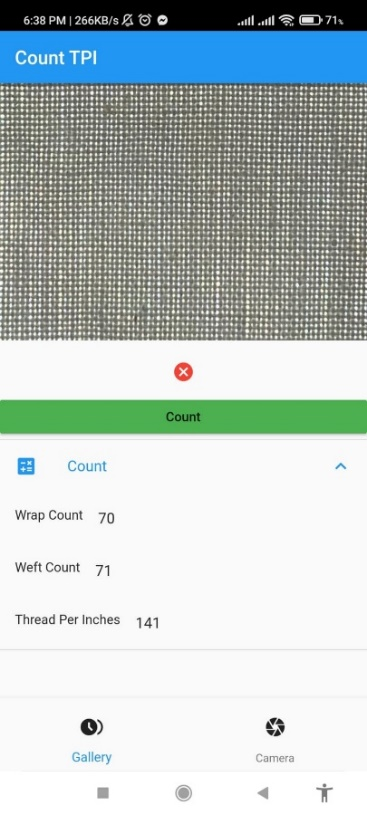 6:38 PM | 266KB/s 71%
Count TPI
Count
Count
Wrap Count 70
Weft Count 71
Thread Per Inches 141
Gallery
Camera